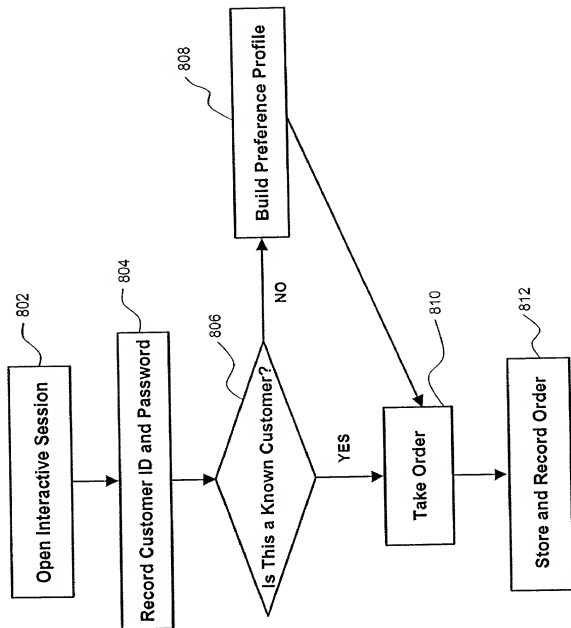 802
Open Interactive Session
804
Record Customer ID and Password
806
Is This a Known Customer?
NO
808
Build Preference Profile
YES
810
Take Order
812
Store and Record Order